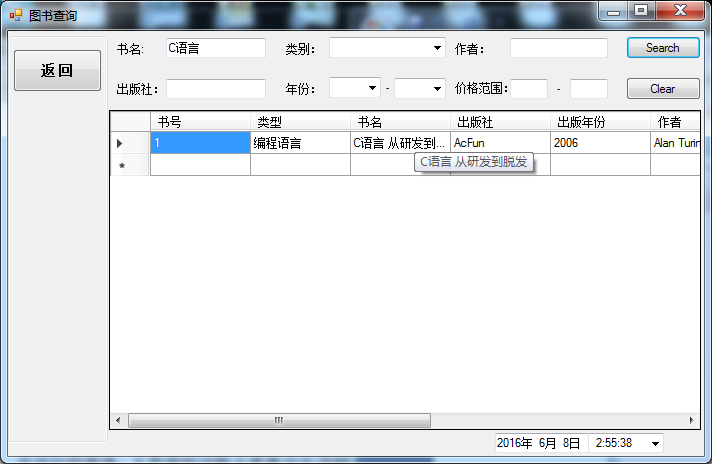 图书查询
返回
书名: C语言 类别: 作者: Search
出版社: 年份: - 价格范围: - Clear
书号 类型 书名 出版社 出版年份 作者
1 编程语言 C语言 从研发到... AcFun 2006 Alan Turin
C语言 从研发到脱发
*
2016年 6月 8日 2:55:38